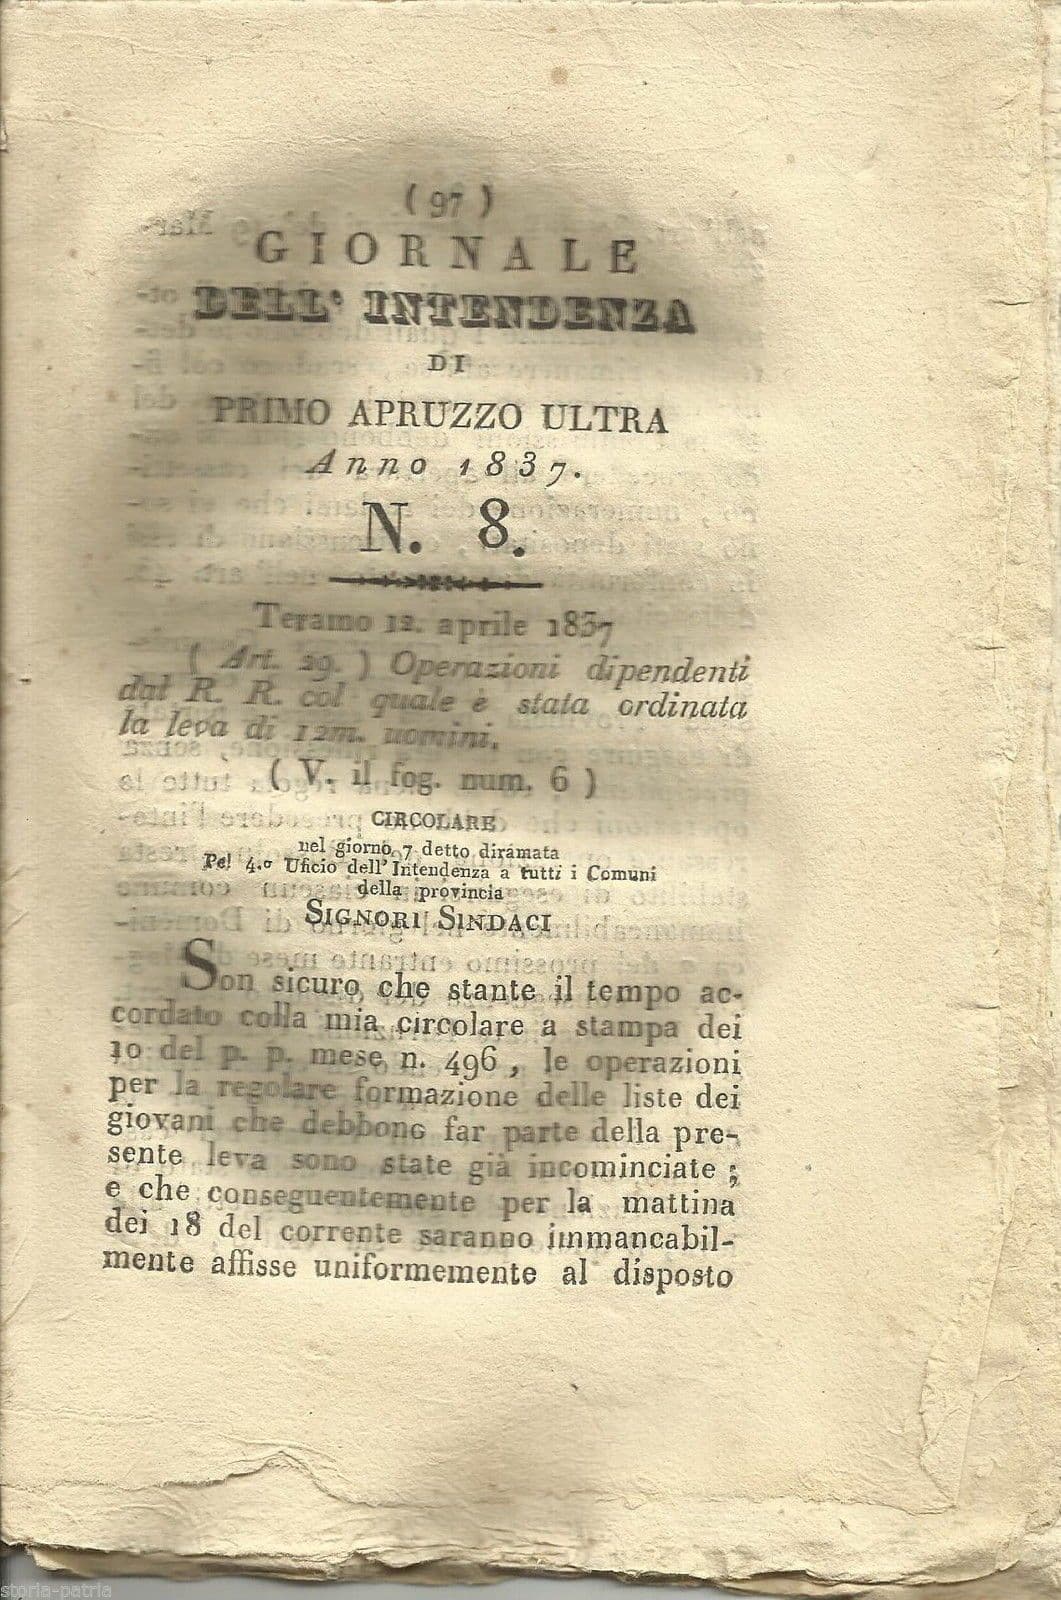 ( 97 )
GIORNALE
DELL' INTENDENZA
DI
PRIMO APRUZZO ULTRA
Anno 1837.
N. 8.
Teramo 12. aprile 1837
( Art. 29. ) Operazioni dipendenti
dal R. R. col quale è stata ordinata
la leva di 12m. uomini.
( V. il fog. num. 6 )
CIRCOLARE
nel giorno 7 detto diramata
Pel 4.º Uficio dell' Intendenza a tutti i Comuni
della provincia
SIGNORI SINDACI
Son sicuro che stante il tempo ac-
cordato colla mia circolare a stampa dei
10 del p. p. mese n. 496 , le operazioni
per la regolare formazione delle liste dei
giovani che debbono far parte della pre-
sente leva sono state già incominciate ;
e che conseguentemente per la mattina
dei 18 del corrente saranno immancabil-
mente affisse uniformemente al disposto
storia-patria